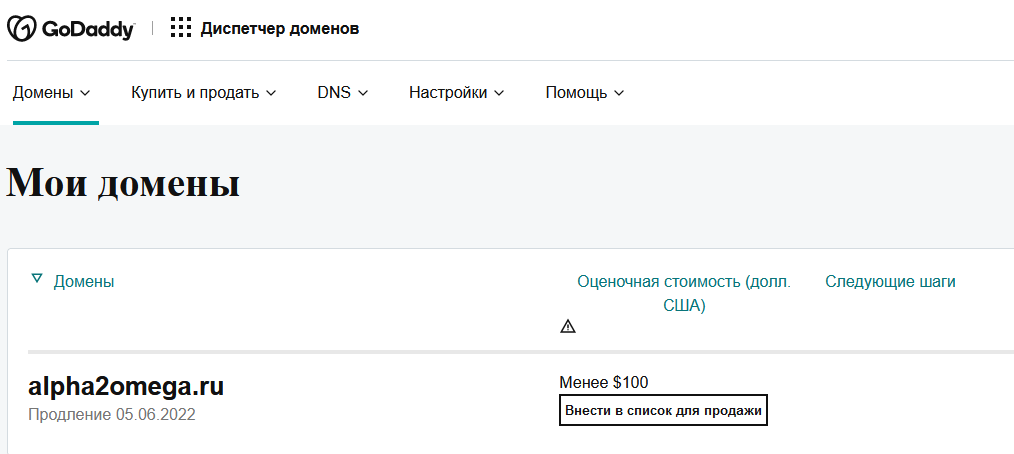 GoDaddy Диспетчер доменов
Домены Купить и продать DNS Настройки Помощь
Мои домены
Домены Оценочная стоимость (долл. Следующие шаги
США)
alpha2omega.ru Менее $100
Продление 05.06.2022 Внести в список для продажи